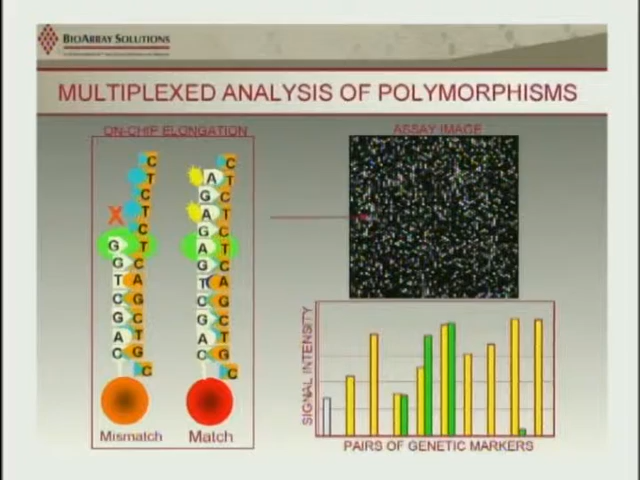 BIOARRAY SOLUTIONS
MULTIPLEXED ANALYSIS OF POLYMORPHISMS
ON-CHIP ELONGATION
ASSAY IMAGE
C
T
C
T
C
T
C
A
G
C
T
G
C
X
G
G
T
C
G
A
C
Mismatch
C
T
C
T
C
T
C
A
G
C
T
G
C
A
G
A
G
A
G
T
C
G
A
C
Match
SIGNAL INTENSITY
PAIRS OF GENETIC MARKERS